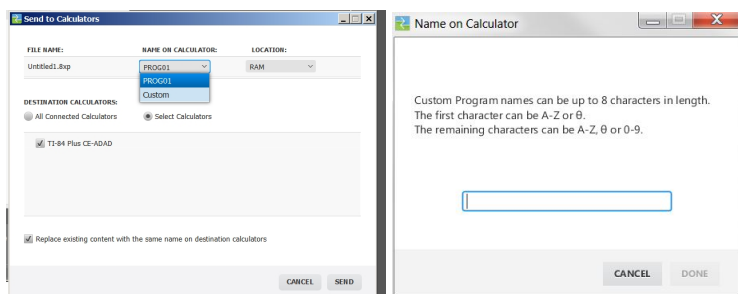 Send to Calculators
FILE NAME: NAME ON CALCULATOR: LOCATION:
Untitled1.8xp PROG01 RAM
PROG01
Custom
DESTINATION CALCULATORS:
All Connected Calculators Select Calculators
TI-84 Plus CE-ADAD
Replace existing content with the same name on destination calculators
CANCEL SEND
Name on Calculator
Custom Program names can be up to 8 characters in length.
The first character can be A-Z or θ.
The remaining characters can be A-Z, θ or 0-9.
CANCEL DONE